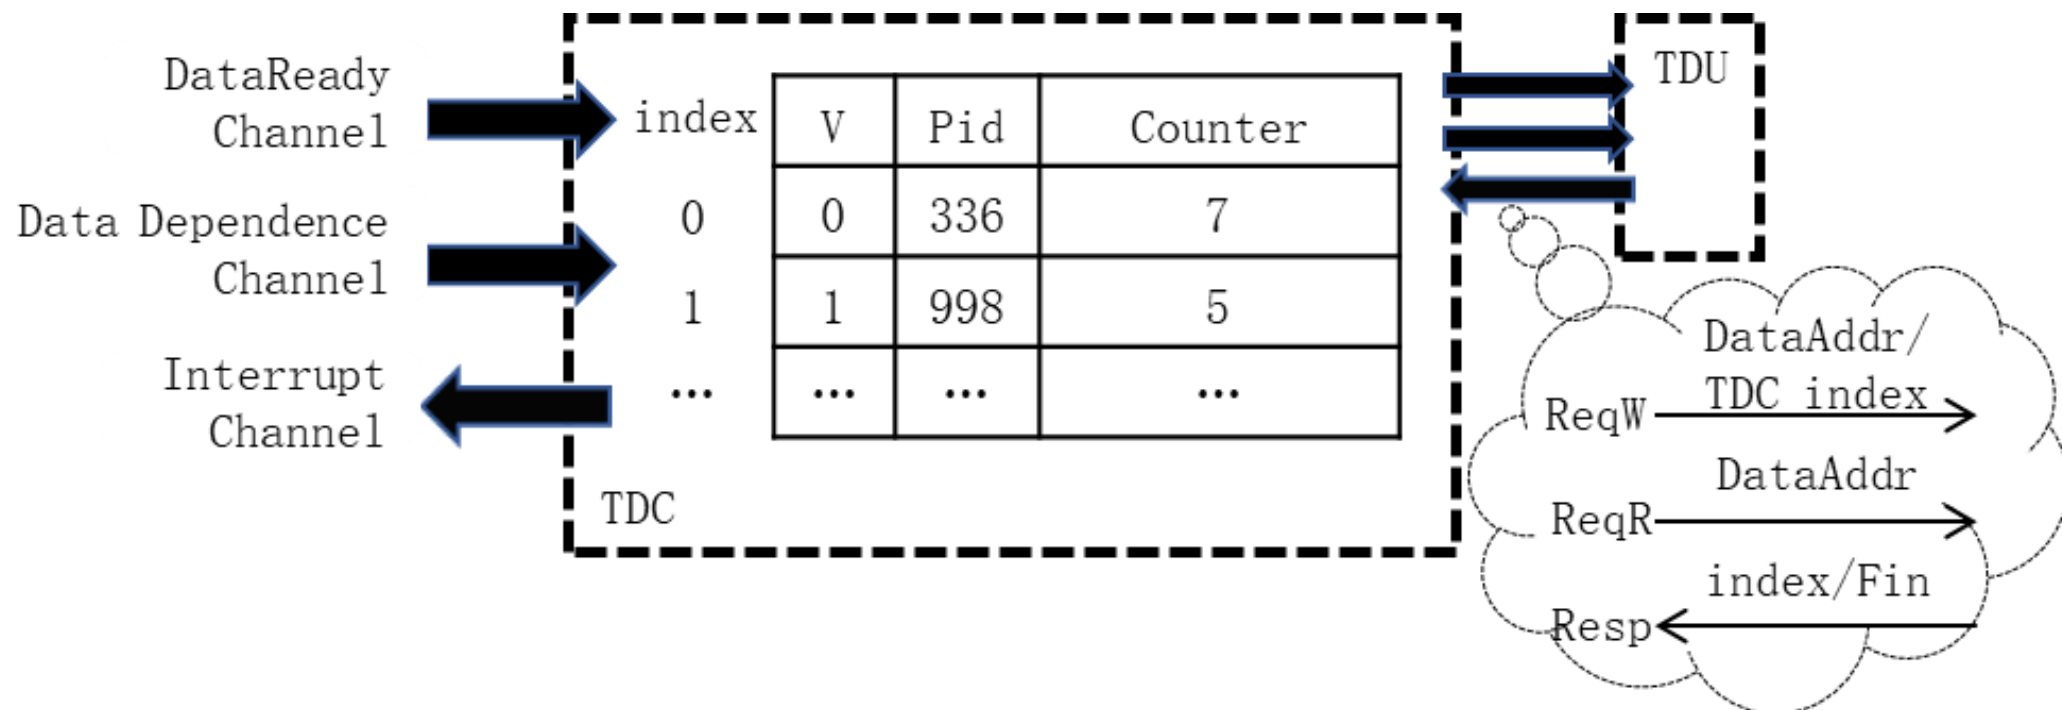 DataReady
Channel
Data Dependence
Channel
Interrupt
Channel
index V Pid Counter
0 0 336 7
1 1 998 5
… … … …
TDC
TDU
DataAddr/
TDC index
ReqW
DataAddr
ReqR
index/Fin
Resp